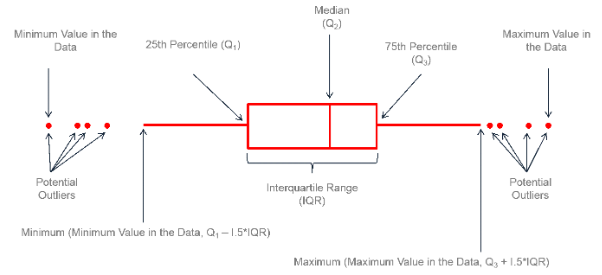 Median
(Q2)
Minimum Value in the
Data
Maximum Value in
the Data
25th Percentile (Q1)
75th Percentile
(Q3)
Potential
Outliers
Interquartile Range
(IQR)
Potential
Outliers
Minimum (Minimum Value in the Data, Q1 – I.5*IQR)
Maximum (Maximum Value in the Data, Q3 + I.5*IQR)